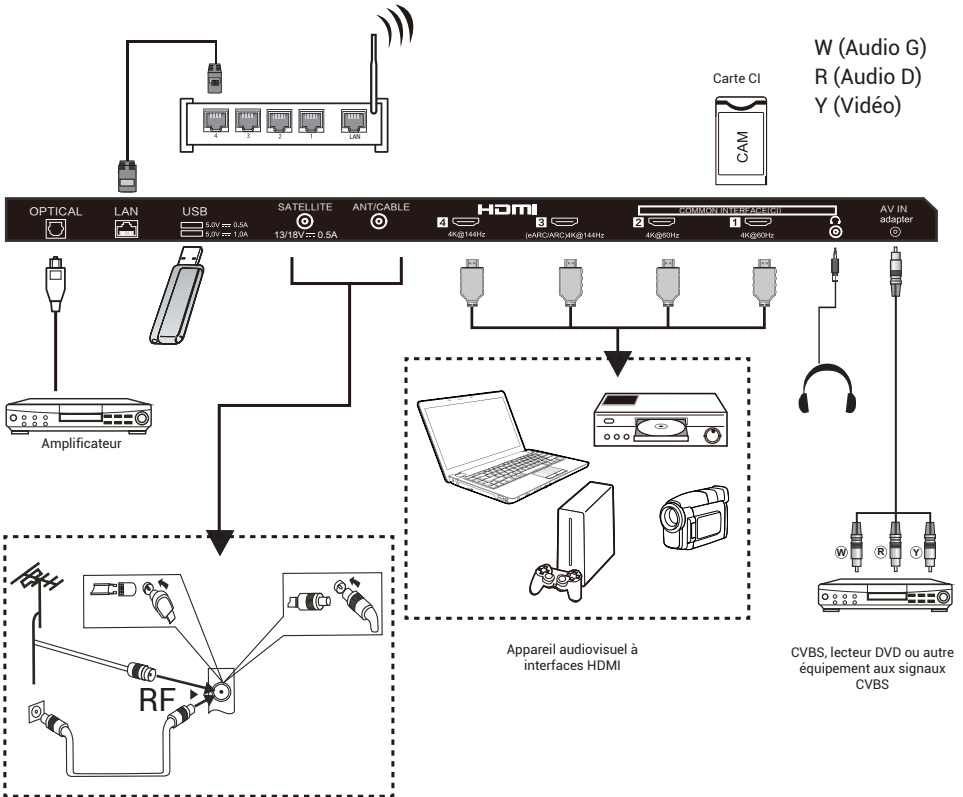 W (Audio G)
R (Audio D)
Y (Vidéo)
Carte CI
CAM
4 3 2 1 LAN
OPTICAL
LAN
USB
5.0V⎓0.5A
5.0V⎓1.0A
SATELLITE
13/18V⎓0.5A
ANT/CABLE
HDMI
4
4K@144Hz
3
(eARC/ARC)4K@144Hz
COMMON INTERFACE(CI)
2
4K@60Hz
1
4K@60Hz
AV IN
adapter
Amplificateur
RF
Appareil audiovisuel à
interfaces HDMI
W R Y
CVBS, lecteur DVD ou autre
équipement aux signaux
CVBS